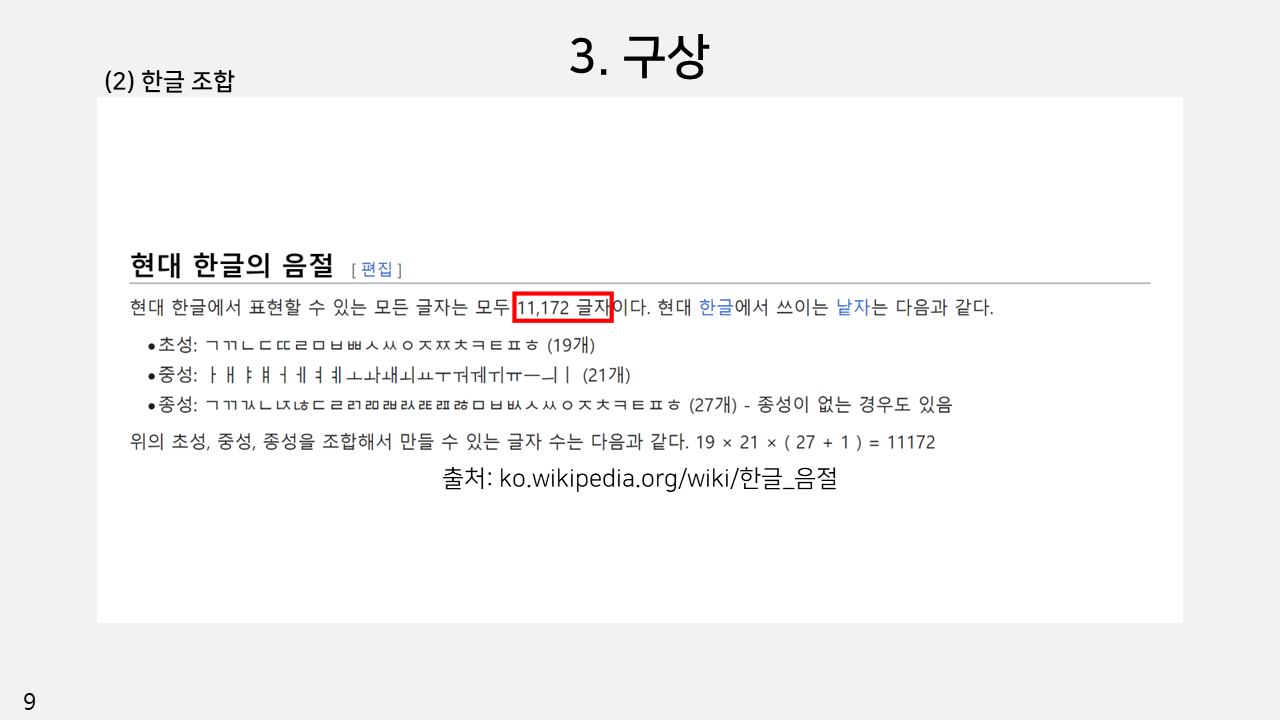 3. 구상
(2) 한글 조합
현대 한글의 음절 [ 편집 ]
현대 한글에서 표현할 수 있는 모든 글자는 모두 11,172 글자이다. 현대 한글에서 쓰이는 낱자는 다음과 같다.
•초성: ㄱㄲㄴㄷㄸㄹㅁㅂㅃㅅㅆㅇㅈㅉㅊㅋㅌㅍㅎ (19개)
•중성: ㅏㅐㅑㅒㅓㅔㅕㅖㅗㅘㅙㅚㅛㅜㅝㅞㅟㅠㅡㅢㅣ (21개)
•종성: ㄱㄲㄳㄴㄵㄶㄷㄹㄺㄻㄼㄽㄾㄿㅀㅁㅂㅄㅅㅆㅇㅈㅊㅋㅌㅍㅎ (27개) - 종성이 없는 경우도 있음
위의 초성, 중성, 종성을 조합해서 만들 수 있는 글자 수는 다음과 같다. 19 × 21 × ( 27 + 1 ) = 11172
출처: ko.wikipedia.org/wiki/한글_음절
9